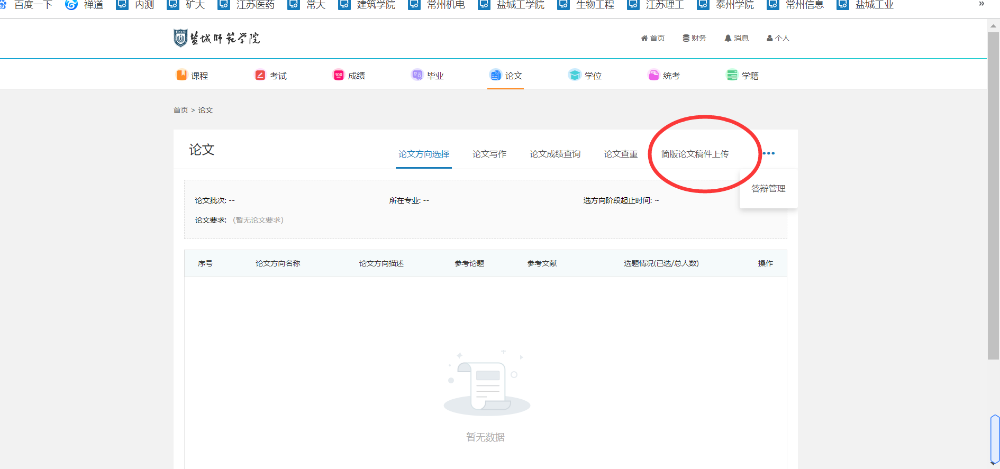 百度一下 禅道 内测 矿大 江苏医药 常大 建筑学院 常州机电 盐城工学院 生物工程 江苏理工 泰州学院 常州信息 盐城工业 »
盐城师范学院 首页 财务 消息 个人
课程 考试 100 成绩 毕业 论文 学位 统考 学籍
首页 > 论文
论文 论文方向选择 论文写作 论文成绩查询 论文查重 简版论文稿件上传 •••
答辩管理
论文批次: -- 所在专业: -- 选方向阶段起止时间: ~
论文要求: （暂无论文要求）
序号 论文方向名称 论文方向描述 参考论题 参考文献 选题情况(已选/总人数) 操作
暂无数据